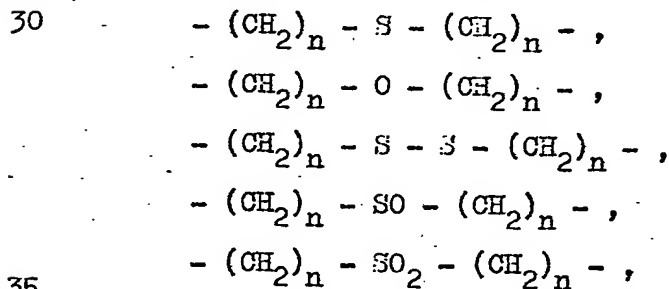 30 - (CH₂)ₙ - S - (CH₂)ₙ - ,
- (CH₂)ₙ - O - (CH₂)ₙ - ,
- (CH₂)ₙ - S - S - (CH₂)ₙ - ,
- (CH₂)ₙ - SO - (CH₂)ₙ - ,
35 - (CH₂)ₙ - SO₂ - (CH₂)ₙ - ,